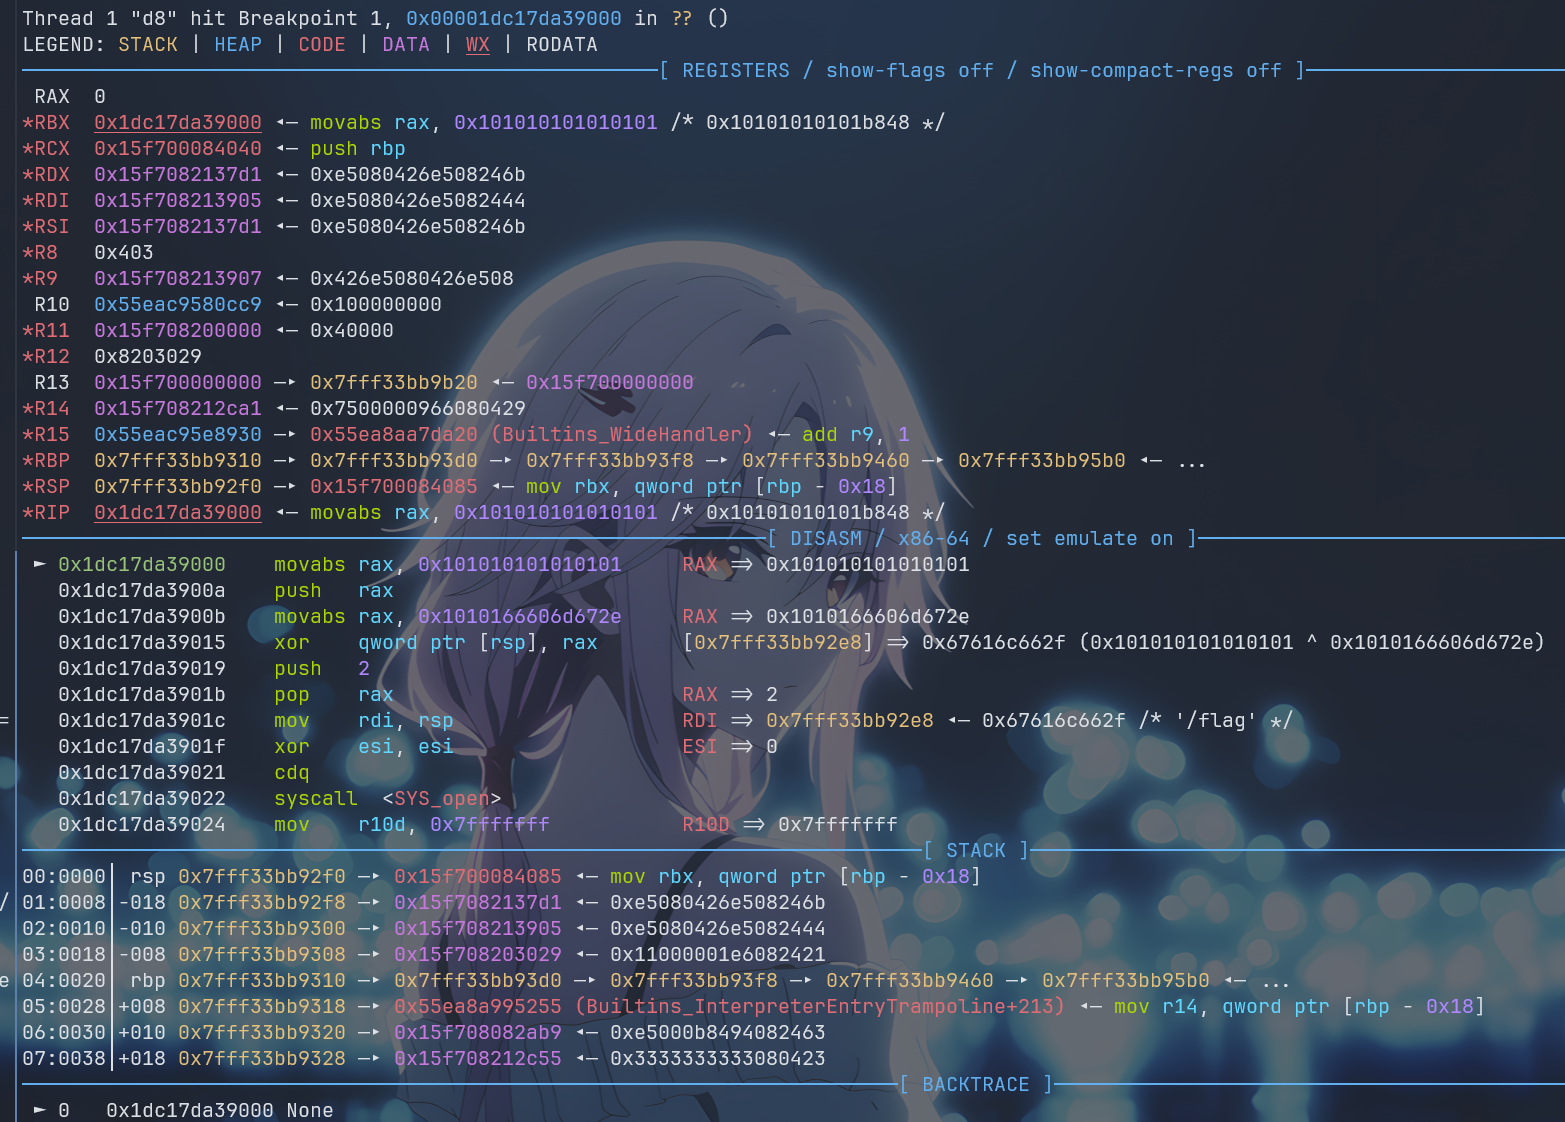 Thread 1 "d8" hit Breakpoint 1, 0x00001dc17da39000 in ?? ()
LEGEND: STACK | HEAP | CODE | DATA | WX | RODATA
[ REGISTERS / show-flags off / show-compact-regs off ]
RAX 0
*RBX 0x1dc17da39000 ◂— movabs rax, 0x101010101010101 /* 0x10101010101b848 */
*RCX 0x15f700084040 ◂— push rbp
*RDX 0x15f7082137d1 ◂— 0xe5080426e508246b
*RDI 0x15f708213905 ◂— 0xe5080426e5082444
*RSI 0x15f7082137d1 ◂— 0xe5080426e508246b
*R8 0x403
*R9 0x15f708213907 ◂— 0x426e5080426e508
R10 0x55eac9580cc9 ◂— 0x100000000
*R11 0x15f708200000 ◂— 0x40000
*R12 0x8203029
R13 0x15f700000000 —▸ 0x7fff33bb9b20 ◂— 0x15f700000000
*R14 0x15f708212ca1 ◂— 0x7500000966080429
*R15 0x55eac95e8930 —▸ 0x55ea8aa7da20 (Builtins_WideHandler) ◂— add r9, 1
*RBP 0x7fff33bb9310 —▸ 0x7fff33bb93d0 —▸ 0x7fff33bb93f8 —▸ 0x7fff33bb9460 —▸ 0x7fff33bb95b0 ◂— ...
*RSP 0x7fff33bb92f0 —▸ 0x15f700084085 ◂— mov rbx, qword ptr [rbp - 0x18]
*RIP 0x1dc17da39000 ◂— movabs rax, 0x101010101010101 /* 0x10101010101b848 */
[ DISASM / x86-64 / set emulate on ]
► 0x1dc17da39000 movabs rax, 0x101010101010101 RAX => 0x101010101010101
0x1dc17da3900a push rax
0x1dc17da3900b movabs rax, 0x1010166606d672e RAX => 0x1010166606d672e
0x1dc17da39015 xor qword ptr [rsp], rax [0x7fff33bb92e8] => 0x67616c662f (0x101010101010101 ^ 0x1010166606d672e)
0x1dc17da39019 push 2
0x1dc17da3901b pop rax RAX => 2
= 0x1dc17da3901c mov rdi, rsp RDI => 0x7fff33bb92e8 ◂— 0x67616c662f /* '/flag' */
0x1dc17da3901f xor esi, esi ESI => 0
0x1dc17da39021 cdq
0x1dc17da39022 syscall <SYS_open>
0x1dc17da39024 mov r10d, 0x7fffffff R10D => 0x7fffffff
[ STACK ]
00:0000│ rsp 0x7fff33bb92f0 —▸ 0x15f700084085 ◂— mov rbx, qword ptr [rbp - 0x18]
/ 01:0008│-018 0x7fff33bb92f8 —▸ 0x15f7082137d1 ◂— 0xe5080426e508246b
02:0010│-010 0x7fff33bb9300 —▸ 0x15f708213905 ◂— 0xe5080426e5082444
03:0018│-008 0x7fff33bb9308 —▸ 0x15f708203029 ◂— 0x11000001e6082421
e 04:0020│ rbp 0x7fff33bb9310 —▸ 0x7fff33bb93d0 —▸ 0x7fff33bb93f8 —▸ 0x7fff33bb9460 —▸ 0x7fff33bb95b0 ◂— ...
05:0028│+008 0x7fff33bb9318 —▸ 0x55ea8a995255 (Builtins_InterpreterEntryTrampoline+213) ◂— mov r14, qword ptr [rbp - 0x18]
06:0030│+010 0x7fff33bb9320 —▸ 0x15f708082ab9 ◂— 0xe5000b8494082463
07:0038│+018 0x7fff33bb9328 —▸ 0x15f708212c55 ◂— 0x3333333333080423
[ BACKTRACE ]
► 0 0x1dc17da39000 None